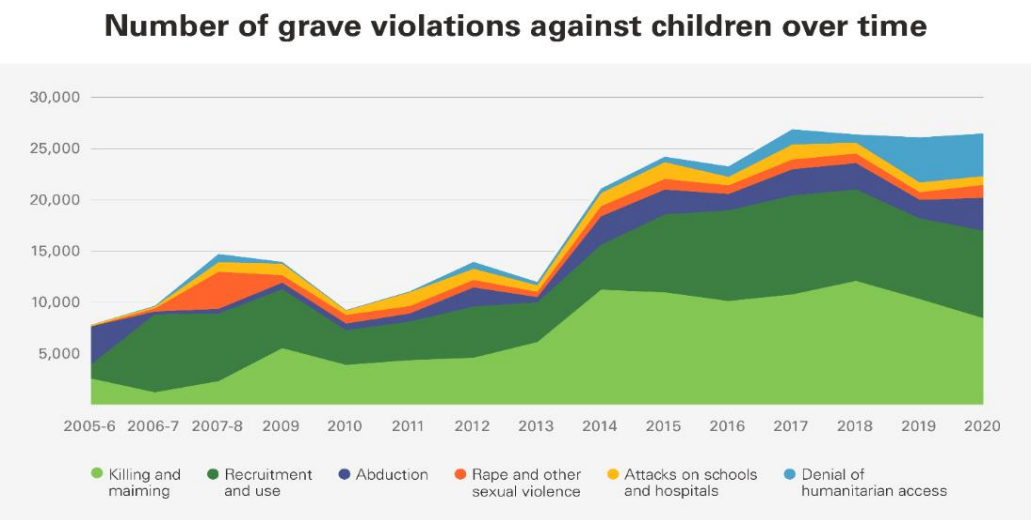 Number of grave violations against children over time
30,000
25,000
20,000
15,000
10,000
5,000
2005-6 2006-7 2007-8 2009 2010 2011 2012 2013 2014 2015 2016 2017 2018 2019 2020
Killing and
maiming
Recruitment
and use
Abduction
Rape and other
sexual violence
Attacks on schools
and hospitals
Denial of
humanitarian access